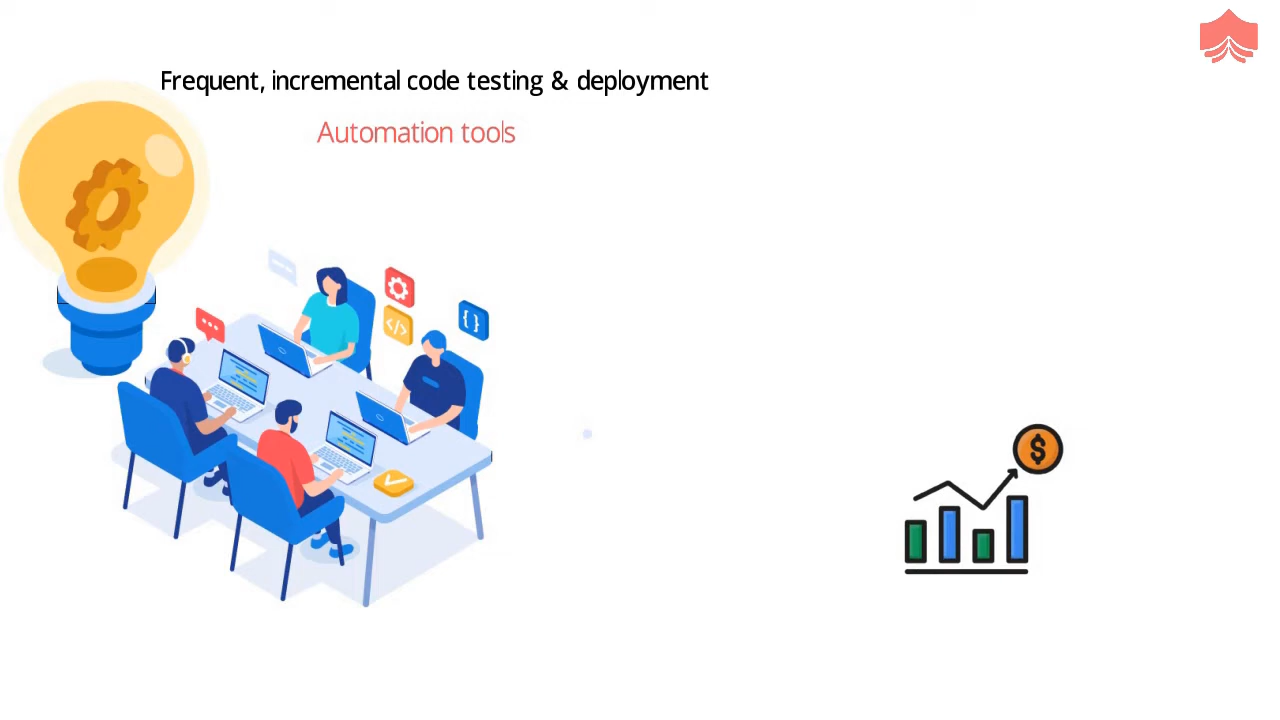 Frequent, incremental code testing & deployment
Automation tools